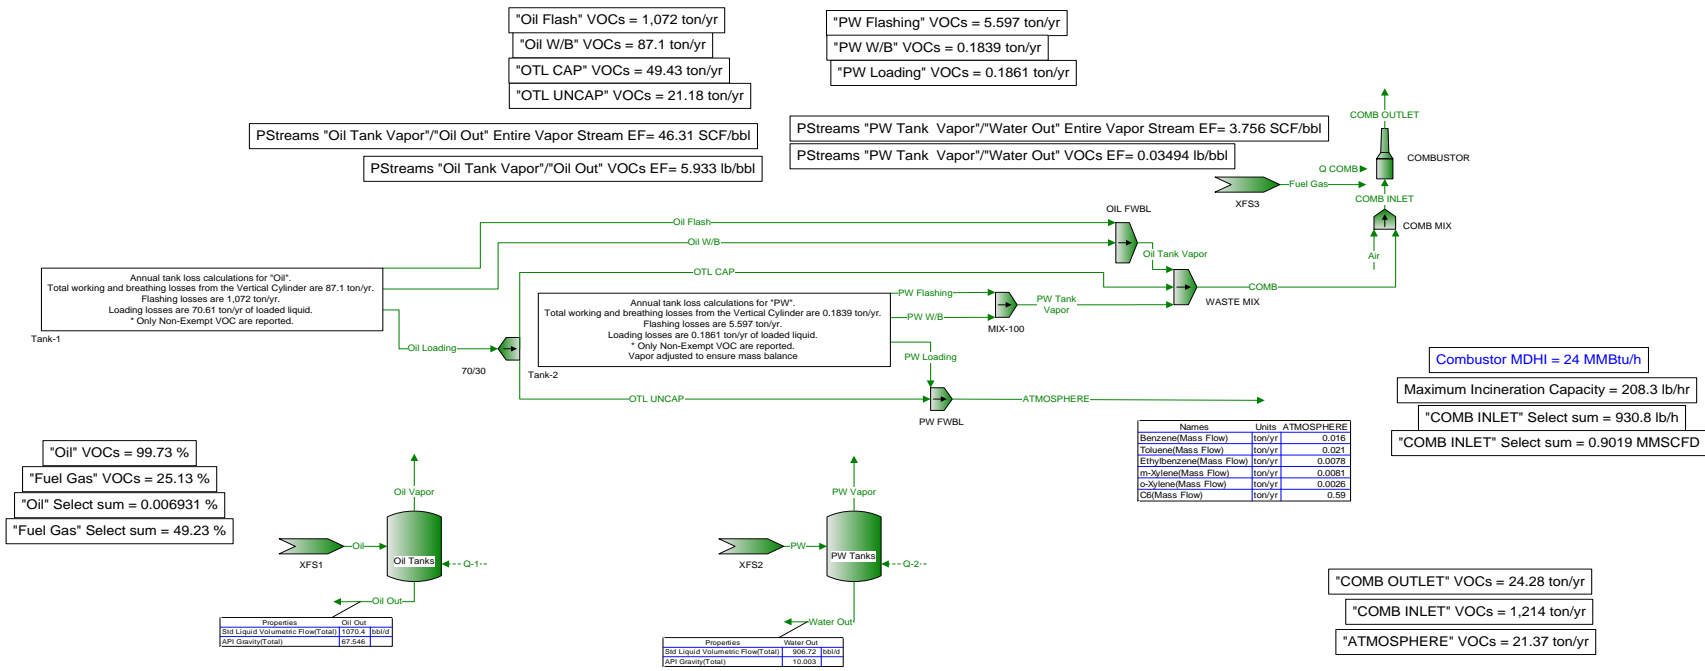 "Oil Flash" VOCs = 1,072 ton/yr
"Oil W/B" VOCs = 87.1 ton/yr
"OTL CAP" VOCs = 49.43 ton/yr
"OTL UNCAP" VOCs = 21.18 ton/yr
"PW Flashing" VOCs = 5.597 ton/yr
"PW W/B" VOCs = 0.1839 ton/yr
"PW Loading" VOCs = 0.1861 ton/yr
PStreams "Oil Tank Vapor"/"Oil Out" Entire Vapor Stream EF= 46.31 SCF/bbl
PStreams "Oil Tank Vapor"/"Oil Out" VOCs EF= 5.933 lb/bbl
PStreams "PW Tank  Vapor"/"Water Out" Entire Vapor Stream EF= 3.756 SCF/bbl
PStreams "PW Tank  Vapor"/"Water Out" VOCs EF= 0.03494 lb/bbl
COMB OUTLET
COMBUSTOR
Q COMB
Fuel Gas
XFS3
COMB INLET
COMB MIX
Air
OIL FWBL
Oil Flash
Oil W/B
Oil Tank Vapor
OTL CAP
COMB
WASTE MIX
Annual tank loss calculations for "Oil".
Total working and breathing losses from the Vertical Cylinder are 87.1 ton/yr.
Flashing losses are 1,072 ton/yr.
Loading losses are 70.61 ton/yr of loaded liquid.
* Only Non-Exempt VOC are reported.
Tank-1
Oil Loading
70/30
Annual tank loss calculations for "PW".
Total working and breathing losses from the Vertical Cylinder are 0.1839 ton/yr.
Flashing losses are 5.597 ton/yr.
Loading losses are 0.1861 ton/yr of loaded liquid.
* Only Non-Exempt VOC are reported.
Vapor adjusted to ensure mass balance
Tank-2
PW Flashing
PW W/B
MIX-100
PW Tank
Vapor
PW Loading
OTL UNCAP
PW FWBL
ATMOSPHERE
Combustor MDHI = 24 MMBtu/h
Maximum Incineration Capacity = 208.3 lb/hr
"COMB INLET" Select sum = 930.8 lb/h
"COMB INLET" Select sum = 0.9019 MMSCFD
Names Units ATMOSPHERE
Benzene(Mass Flow) ton/yr 0.016
Toluene(Mass Flow) ton/yr 0.021
Ethylbenzene(Mass Flow) ton/yr 0.0078
m-Xylene(Mass Flow) ton/yr 0.0081
o-Xylene(Mass Flow) ton/yr 0.0026
C6(Mass Flow) ton/yr 0.59
"Oil" VOCs = 99.73 %
"Fuel Gas" VOCs = 25.13 %
"Oil" Select sum = 0.006931 %
"Fuel Gas" Select sum = 49.23 %
Oil Vapor
Oil
XFS1
Oil Tanks
Q-1
Oil Out
Properties Oil Out
Std Liquid Volumetric Flow(Total) 1070.4 bbl/d
API Gravity(Total) 67.546
PW Vapor
PW
XFS2
PW Tanks
Q-2
Water Out
Properties Water Out
Std Liquid Volumetric Flow(Total) 906.72 bbl/d
API Gravity(Total) 10.003
"COMB OUTLET" VOCs = 24.28 ton/yr
"COMB INLET" VOCs = 1,214 ton/yr
"ATMOSPHERE" VOCs = 21.37 ton/yr